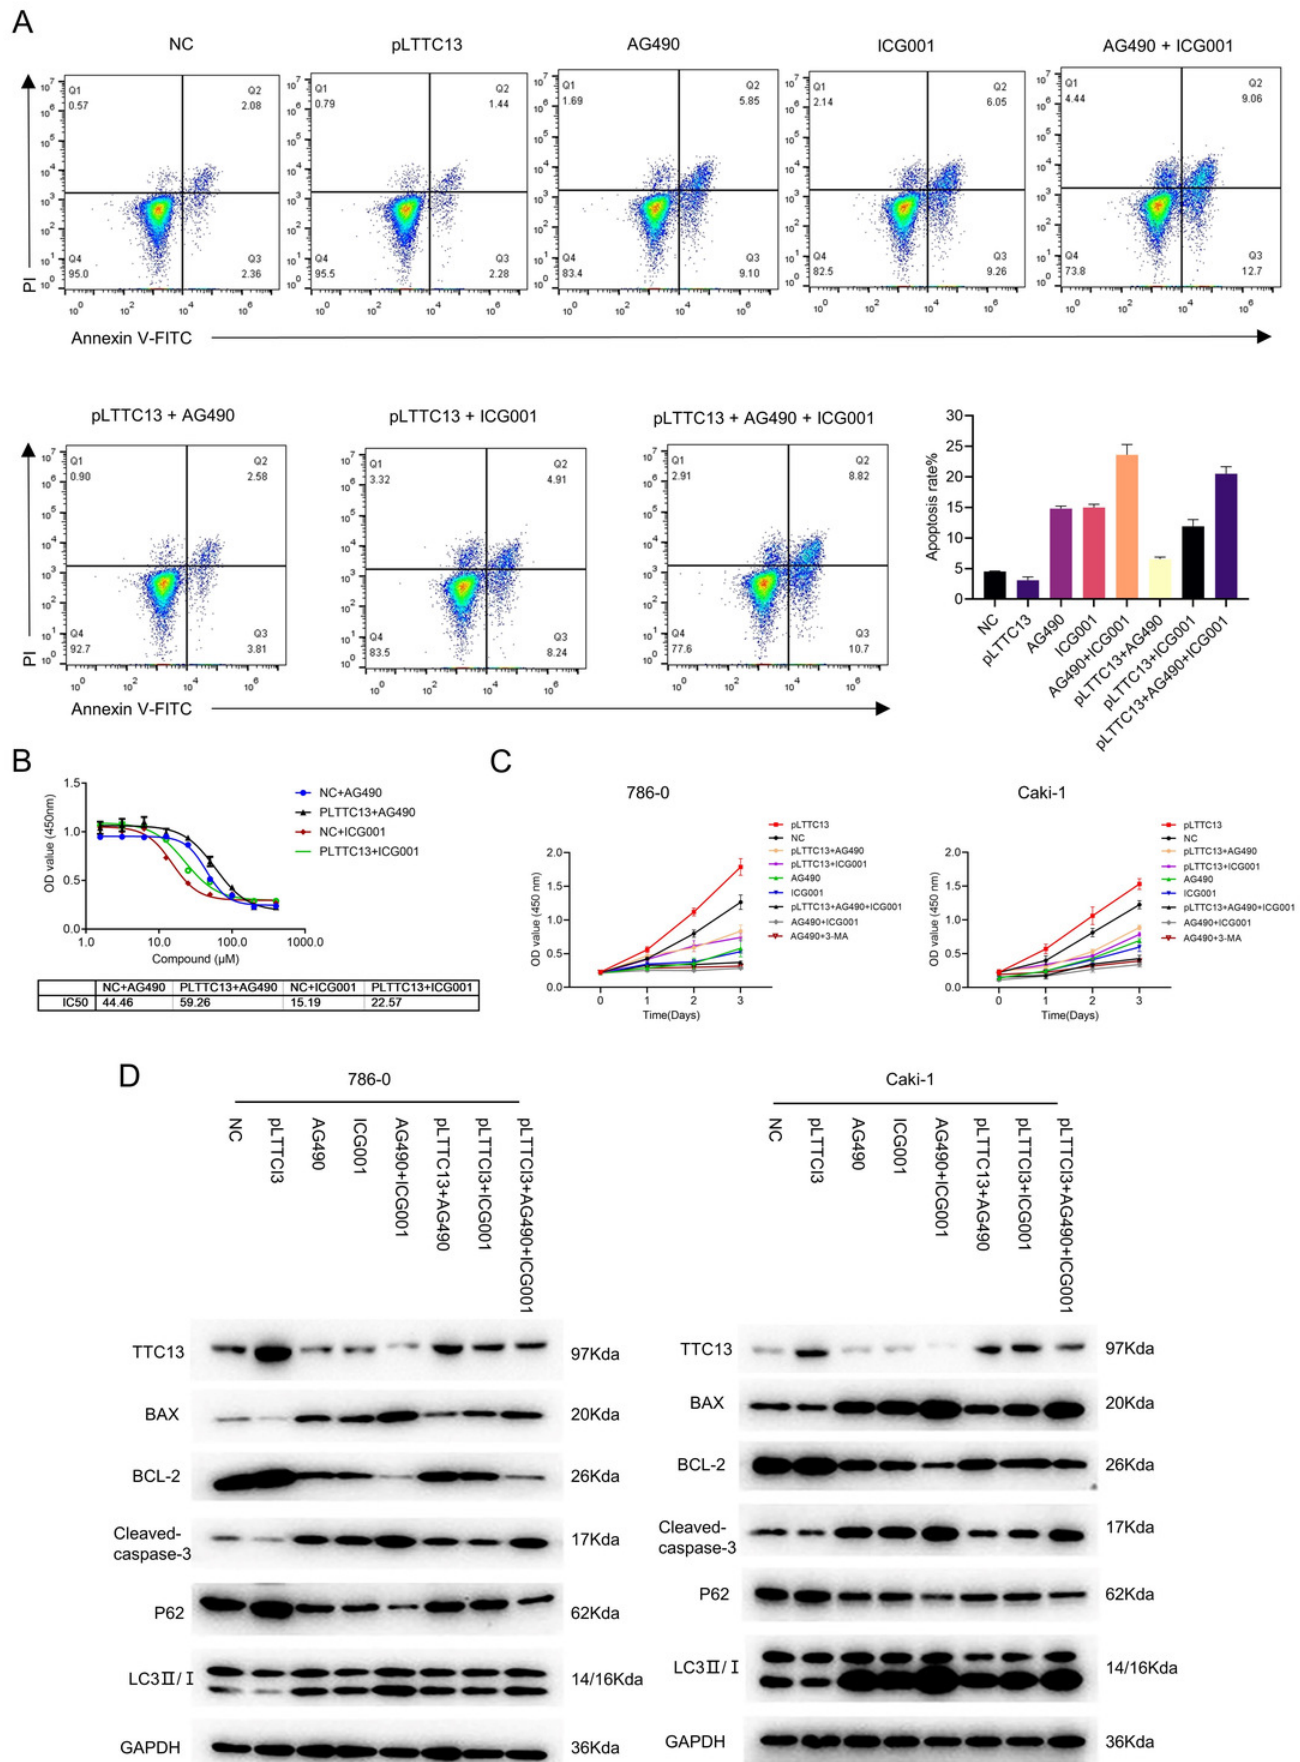 A
NC
pLTTC13
AG490
ICG001
AG490 + ICG001
Q1
0.57
Q2
2.08
Q4
95.0
Q3
2.36
Q1
0.79
Q2
1.44
Q4
95.5
Q3
2.28
Q1
1.69
Q2
5.85
Q4
83.4
Q3
9.10
Q1
2.14
Q2
6.05
Q4
82.5
Q3
9.26
Q1
4.44
Q2
9.06
Q4
73.8
Q3
12.7
PI
Annexin V-FITC
pLTTC13 + AG490
pLTTC13 + ICG001
pLTTC13 + AG490 + ICG001
Q1
0.90
Q2
2.58
Q4
92.7
Q3
3.81
Q1
3.32
Q2
4.91
Q4
83.5
Q3
8.24
Q1
2.91
Q2
8.82
Q4
77.6
Q3
10.7
PI
Annexin V-FITC
Apoptosis rate%
30
25
20
15
10
5
0
NC
pLTTC13
AG490
ICG001
AG490+ICG001
pLTTC13+AG490
pLTTC13+ICG001
pLTTC13+AG490+ICG001
B
OD value (450nm)
1.5
1.0
0.5
0.0
1.0 10.0 100.0 1000.0
Compound (μM)
NC+AG490
PLTTC13+AG490
NC+ICG001
PLTTC13+ICG001
NC+AG490 PLTTC13+AG490 NC+ICG001 PLTTC13+ICG001
IC50 44.46 59.26 15.19 22.57
C
786-0
OD value (450 nm)
2.0
1.5
1.0
0.5
0.0
0 1 2 3
Time(Days)
pLTTC13
NC
pLTTC13+AG490
pLTTC13+ICG001
AG490
ICG001
pLTTC13+AG490+ICG001
AG490+ICG001
AG490+3-MA
Caki-1
OD value (450 nm)
2.0
1.5
1.0
0.5
0.0
0 1 2 3
Time(Days)
pLTTC13
NC
pLTTC13+AG490
pLTTC13+ICG001
AG490
ICG001
pLTTC13+AG490+ICG001
AG490+ICG001
AG490+3-MA
D
786-0
NC
pLTTCI3
AG490
ICG001
AG490+ICG001
pLTTC13+AG490
pLTTCI3+ICG001
pLTTCI3+AG490+ICG001
TTC13 97Kda
BAX 20Kda
BCL-2 26Kda
Cleaved-
caspase-3 17Kda
P62 62Kda
LC3Ⅱ/Ⅰ 14/16Kda
GAPDH 36Kda
Caki-1
NC
pLTTCI3
AG490
ICG001
AG490+ICG001
pLTTC13+AG490
pLTTCI3+ICG001
pLTTCI3+AG490+ICG001
TTC13 97Kda
BAX 20Kda
BCL-2 26Kda
Cleaved-
caspase-3 17Kda
P62 62Kda
LC3Ⅱ/Ⅰ 14/16Kda
GAPDH 36Kda